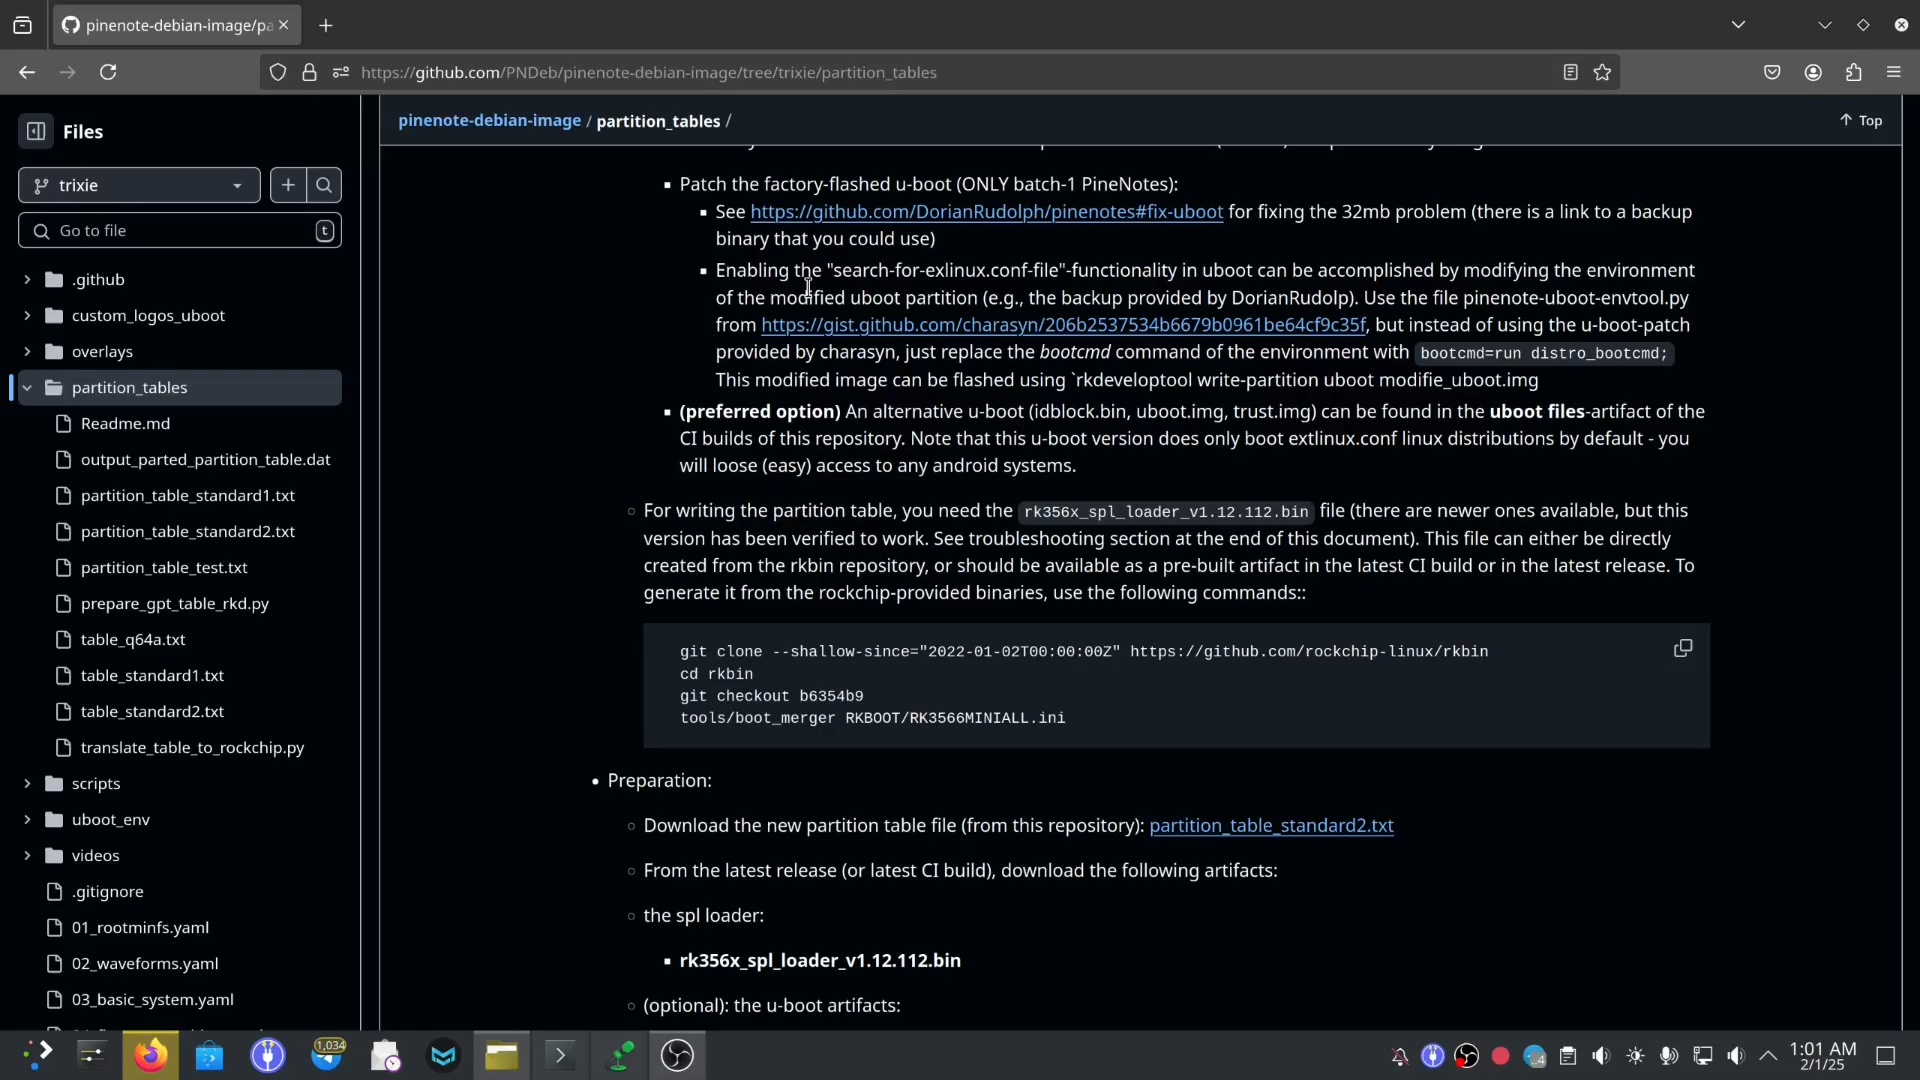 pinenote-debian-image/pa
https://github.com/PNDeb/pinenote-debian-image/tree/trixie/partition_tables
Files
trixie
Go to file
t
.github
custom_logos_uboot
overlays
partition_tables
Readme.md
output_parted_partition_table.dat
partition_table_standard1.txt
partition_table_standard2.txt
partition_table_test.txt
prepare_gpt_table_rkd.py
table_q64a.txt
table_standard1.txt
table_standard2.txt
translate_table_to_rockchip.py
scripts
uboot_env
videos
.gitignore
01_rootminfs.yaml
02_waveforms.yaml
03_basic_system.yaml
pinenote-debian-image / partition_tables /
Top
▪ Patch the factory-flashed u-boot (ONLY batch-1 PineNotes):
▪ See https://github.com/DorianRudolph/pinenotes#fix-uboot for fixing the 32mb problem (there is a link to a backup
binary that you could use)
▪ Enabling the "search-for-exlinux.conf-file"-functionality in uboot can be accomplished by modifying the environment
of the modified uboot partition (e.g., the backup provided by DorianRudolp). Use the file pinenote-uboot-envtool.py
from https://gist.github.com/charasyn/206b2537534b6679b0961be64cf9c35f, but instead of using the u-boot-patch
provided by charasyn, just replace the bootcmd command of the environment with bootcmd=run distro_bootcmd;
This modified image can be flashed using `rkdeveloptool write-partition uboot modifie_uboot.img
▪ (preferred option) An alternative u-boot (idblock.bin, uboot.img, trust.img) can be found in the uboot files-artifact of the
CI builds of this repository. Note that this u-boot version does only boot extlinux.conf linux distributions by default - you
will loose (easy) access to any android systems.
○ For writing the partition table, you need the rk356x_spl_loader_v1.12.112.bin file (there are newer ones available, but this
version has been verified to work. See troubleshooting section at the end of this document). This file can either be directly
created from the rkbin repository, or should be available as a pre-built artifact in the latest CI build or in the latest release. To
generate it from the rockchip-provided binaries, use the following commands::
git clone --shallow-since="2022-01-02T00:00:00Z" https://github.com/rockchip-linux/rkbin
cd rkbin
git checkout b6354b9
tools/boot_merger RKBOOT/RK3566MINIALL.ini
• Preparation:
○ Download the new partition table file (from this repository): partition_table_standard2.txt
○ From the latest release (or latest CI build), download the following artifacts:
○ the spl loader:
▪ rk356x_spl_loader_v1.12.112.bin
○ (optional): the u-boot artifacts:
1,034
4
1:01 AM
2/1/25